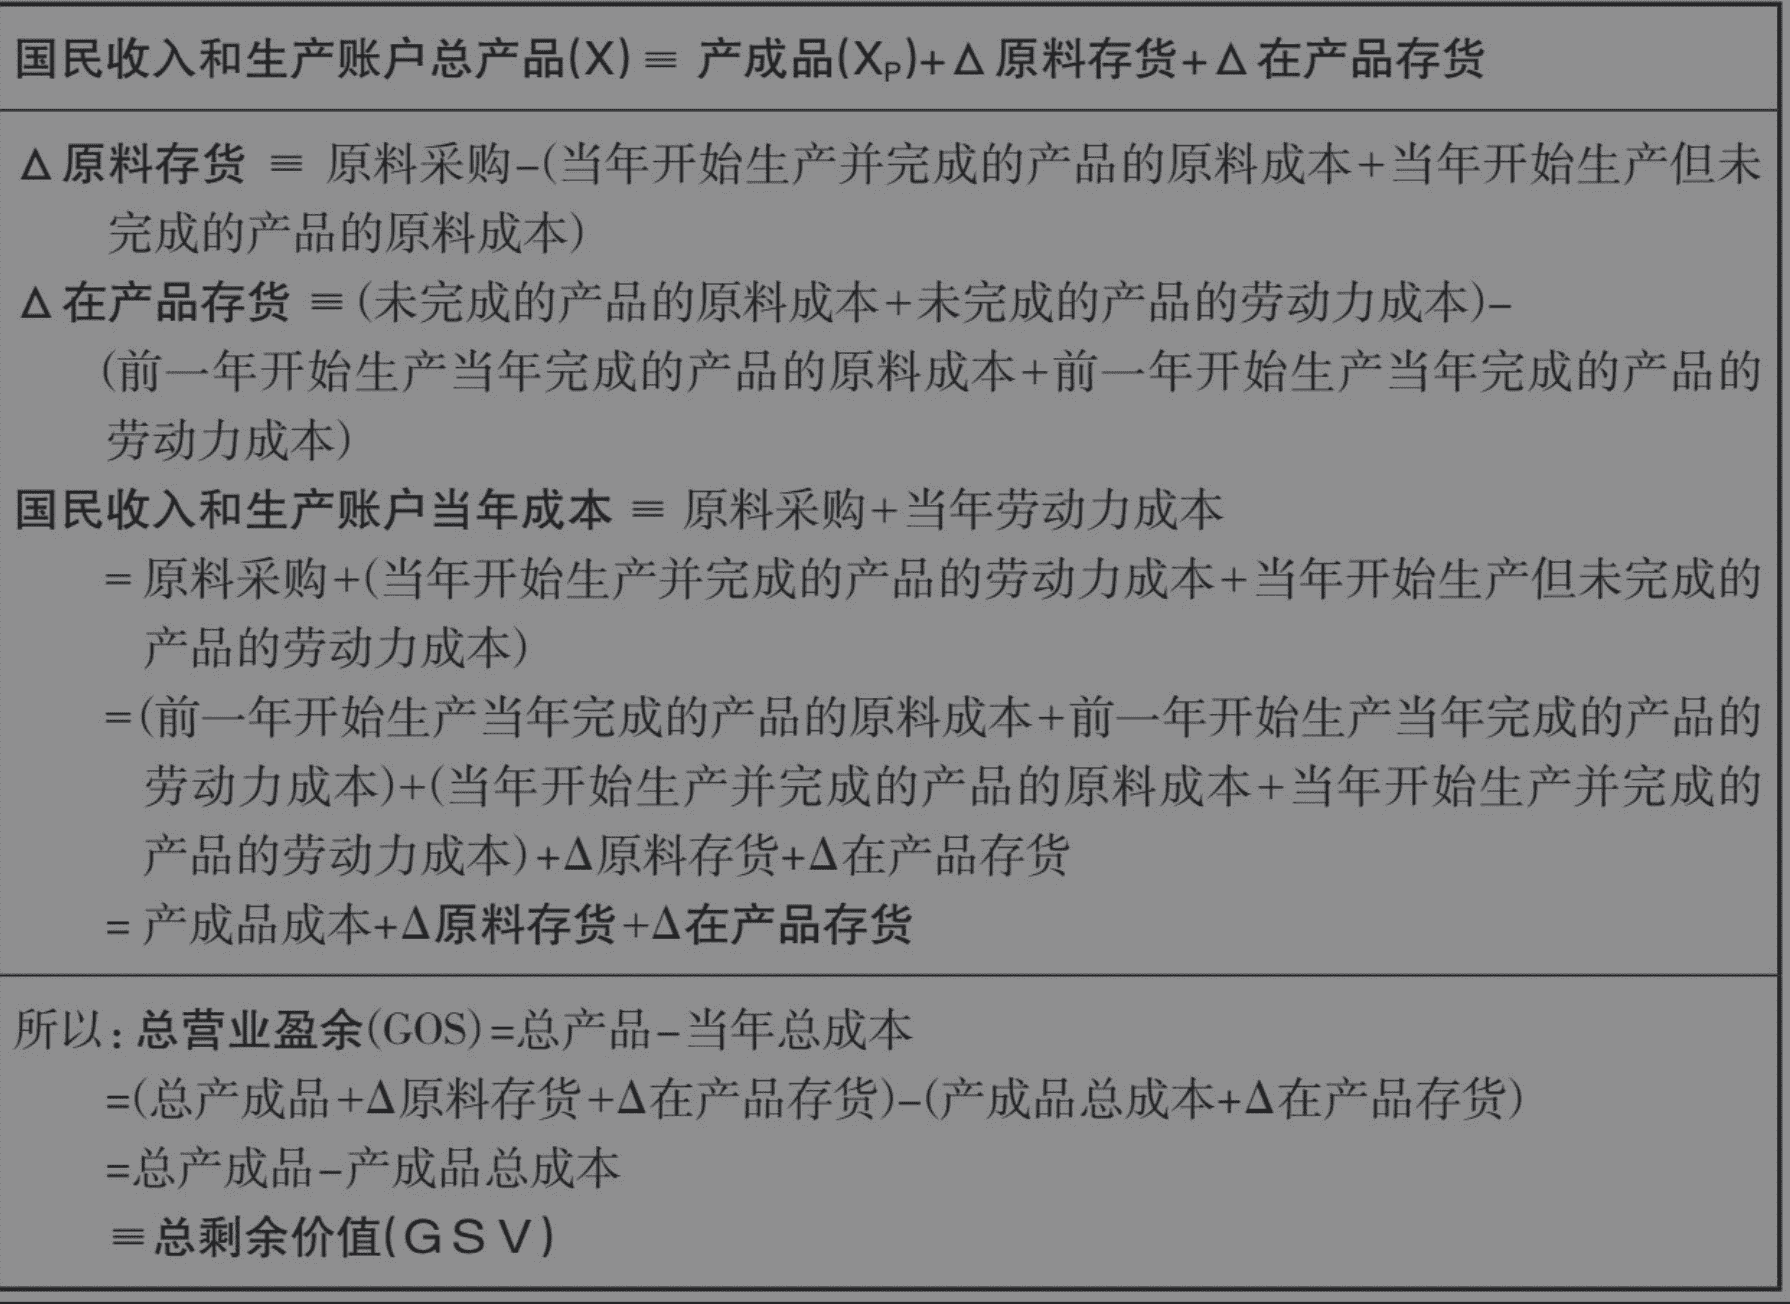 国民收入和生产账户总产品(X) ≡ 产成品(XP)+Δ原料存货+Δ在产品存货
Δ原料存货 ≡ 原料采购-(当年开始生产并完成的产品的原料成本+当年开始生产但未
完成的产品的原料成本)
Δ在产品存货 ≡ (未完成的产品的原料成本+未完成的产品的劳动力成本)-
(前一年开始生产当年完成的产品的原料成本+前一年开始生产当年完成的产品的
劳动力成本)
国民收入和生产账户当年成本 ≡ 原料采购+当年劳动力成本
=原料采购+(当年开始生产并完成的产品的劳动力成本+当年开始生产但未完成的
产品的劳动力成本)
=(前一年开始生产当年完成的产品的原料成本+前一年开始生产当年完成的产品的
劳动力成本)+(当年开始生产并完成的产品的原料成本+当年开始生产并完成的
产品的劳动力成本)+Δ原料存货+Δ在产品存货
=产成品成本+Δ原料存货+Δ在产品存货
所以:总营业盈余(GOS)=总产品-当年总成本
=(总产成品+Δ原料存货+Δ在产品存货)-(产成品总成本+Δ在产品存货)
=总产成品-产成品总成本
≡总剩余价值(GSV)